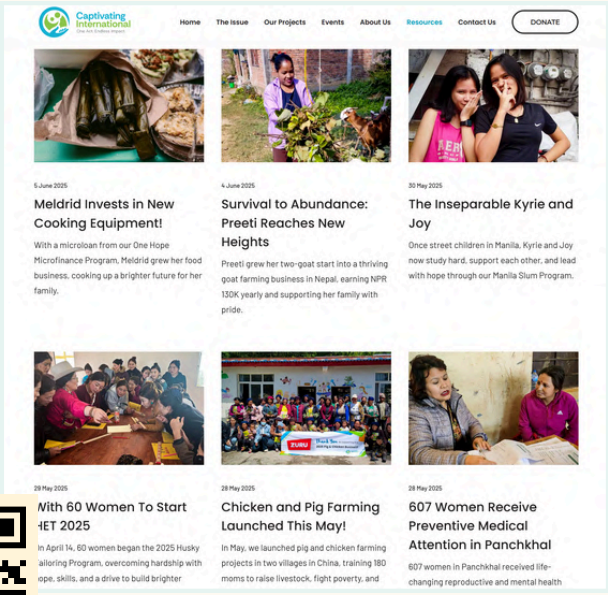 Captivating
International
One Act. Endless Impact
Home The Issue Our Projects Events About Us Resources Contact Us DONATE
5 June 2025
Meldrid Invests in New
Cooking Equipment!
With a microloan from our One Hope
Microfinance Program, Meldrid grew her food
business, cooking up a brighter future for her
family.
4 June 2025
Survival to Abundance:
Preeti Reaches New
Heights
Preeti grew her two-goat start into a thriving
goat farming business in Nepal, earning NPR
130K yearly and supporting her family with
pride.
30 May 2025
The Inseparable Kyrie and
Joy
Once street children in Manila, Kyrie and Joy
now study hard, support each other, and lead
with hope through our Manila Slum Program.
29 May 2025
With 60 Women To Start
HET 2025
n April 14, 60 women began the 2025 Husky
ailoring Program, overcoming hardship with
ope, skills, and a drive to build brighter
ZURU
Thank You
28 May 2025
Chicken and Pig Farming
Launched This May!
In May, we launched pig and chicken farming
projects in two villages in China, training 180
moms to raise livestock, fight poverty, and
28 May 2025
607 Women Receive
Preventive Medical
Attention in Panchkhal
607 women in Panchkhal received life-
changing reproductive and mental health